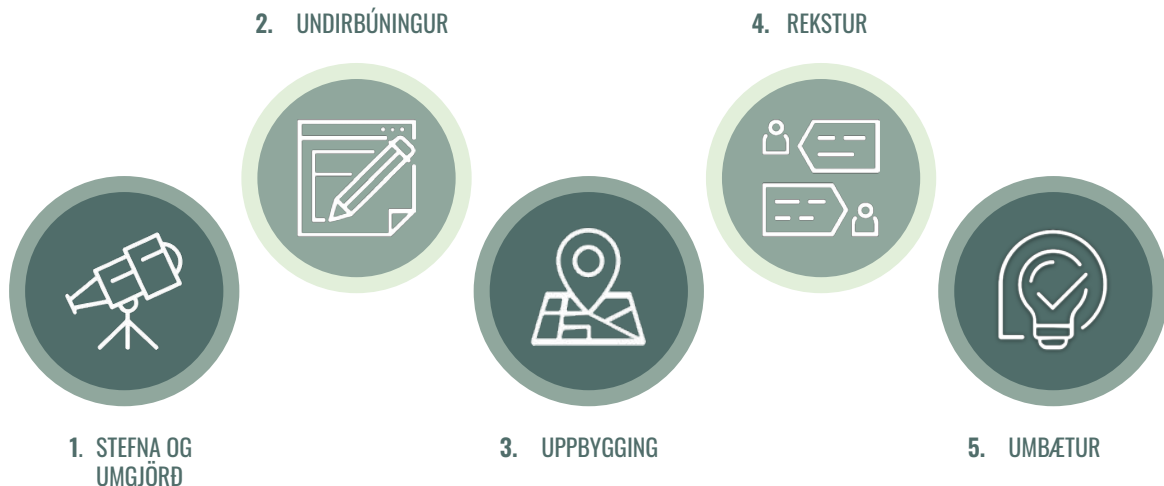 2. UNDIRBÚNINGUR
4. REKSTUR
1. STEFNA OG
UMGJÖRÐ
3. UPPBYGGING
5. UMBÆTUR